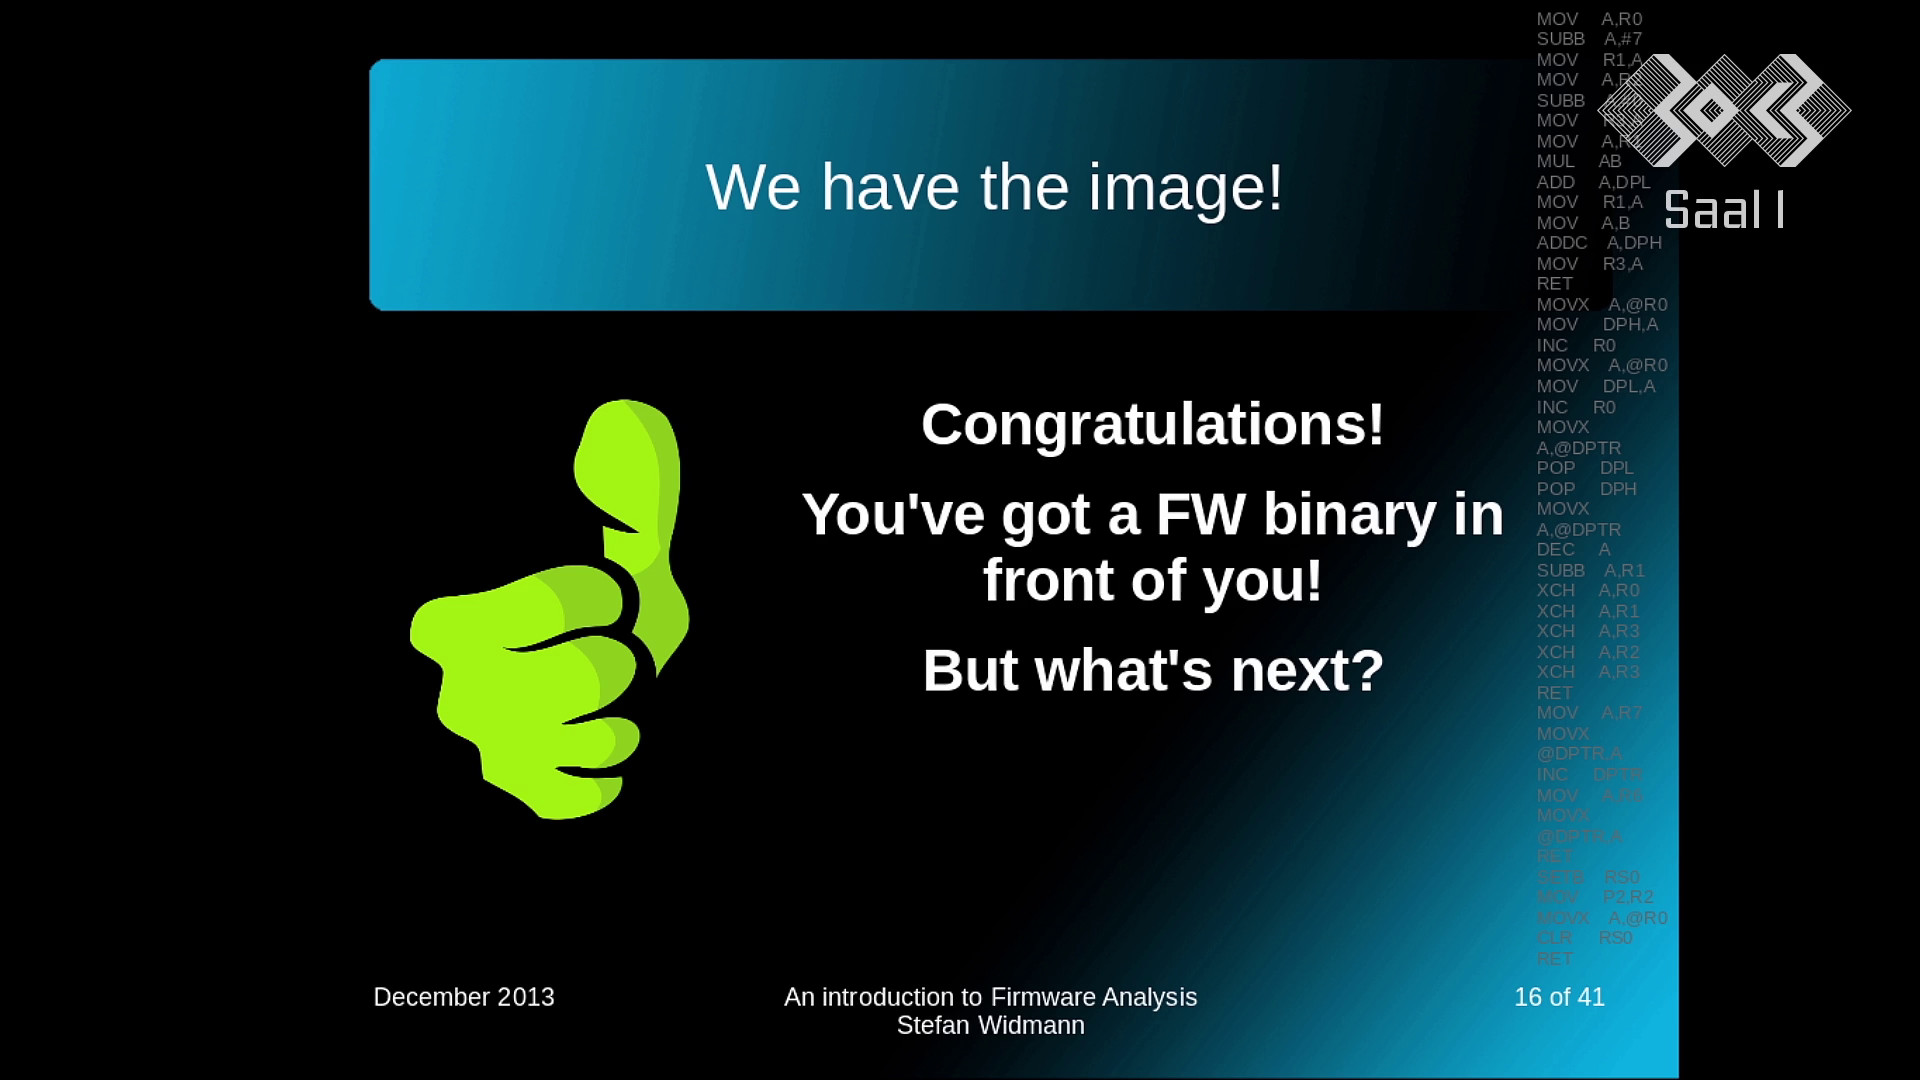 We have the image!
Congratulations!
You've got a FW binary in
front of you!
But what's next?
MOV A,R0
SUBB A,#7
MOV R1,A
MOV
SUBB
MOV
MOV
MUL AB
ADD A,DPL
MOV R1,A
MOV A,B
ADDC A,DPH
MOV R3,A
RET
MOVX A,@R0
MOV DPH,A
INC R0
MOVX A,@R0
MOV DPL,A
INC R0
MOVX
A,@DPTR
POP DPL
POP DPH
MOVX
A,@DPTR
DEC A
SUBB A,R1
XCH A,R0
XCH A,R1
XCH A,R3
XCH A,R2
XCH A,R3
RET
MOV A,R7
MOVX
@DPTR,A
INC DPTR
MOV A,R6
MOVX
@DPTR,A
RET
SETB RS0
MOV P2,R2
MOVX A,@R0
CLR RS0
RET
Saal 1
December 2013
An introduction to Firmware Analysis
Stefan Widmann
16 of 41